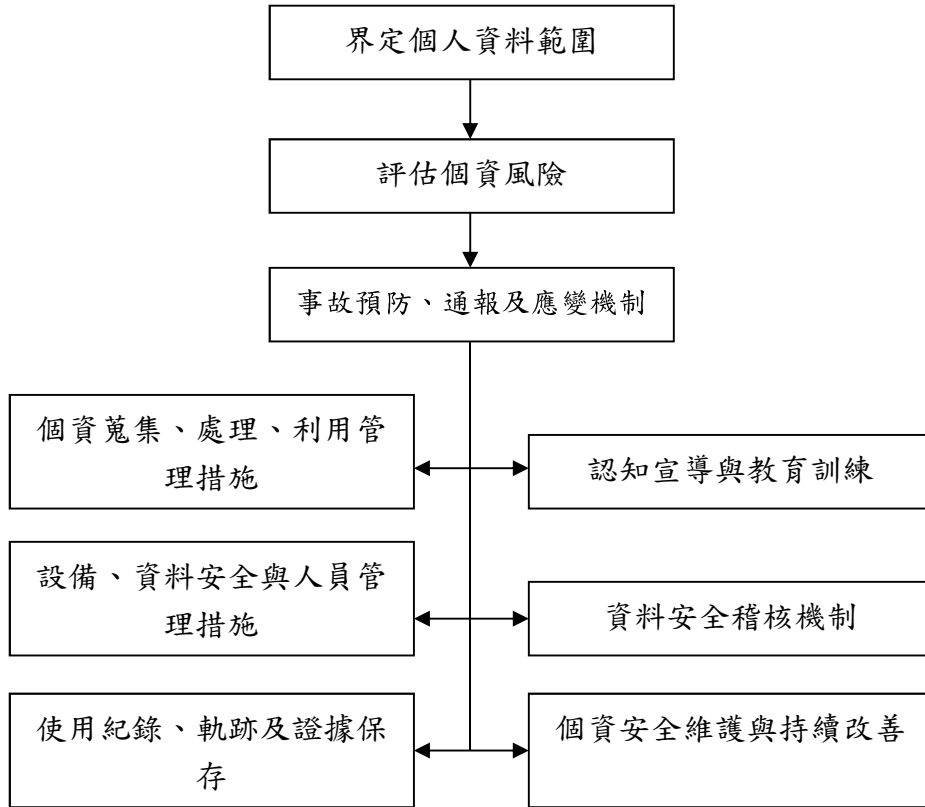 界定個人資料範圍
評估個資風險
事故預防、通報及應變機制
個資蒐集、處理、利用管
理措施
認知宣導與教育訓練
設備、資料安全與人員管
理措施
資料安全稽核機制
使用紀錄、軌跡及證據保
存
個資安全維護與持續改善